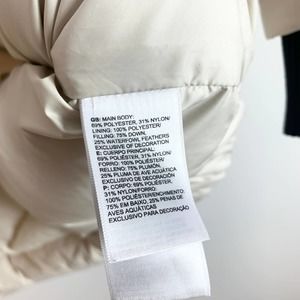 GB: MAIN BODY:
69% POLYESTER, 31% NYLON/
LINING: 100% POLYESTER/
FILLING: 75% DOWN,
25% WATERFOWL FEATHERS
EXCLUSIVE OF DECORATION
E: CUERPO PRINCIPAL:
69% POLIÉSTER, 31% NYLON/
FORRO: 100% POLIÉSTER/
RELLENO: 75% PLUMÓN,
25% PLUMA DE AVE ACUÁTICA
EXCLUSIVO DE DECORACIÓN
P: CORPO: 69% POLIÉSTER,
31% NYLON/FORRO:
100% POLIÉSTER/ENCHIMENTO:
75% EM BAIXO, 25% PENAS DE
AVES AQUÁTICAS
EXCLUSIVO PARA DECORAÇÃO